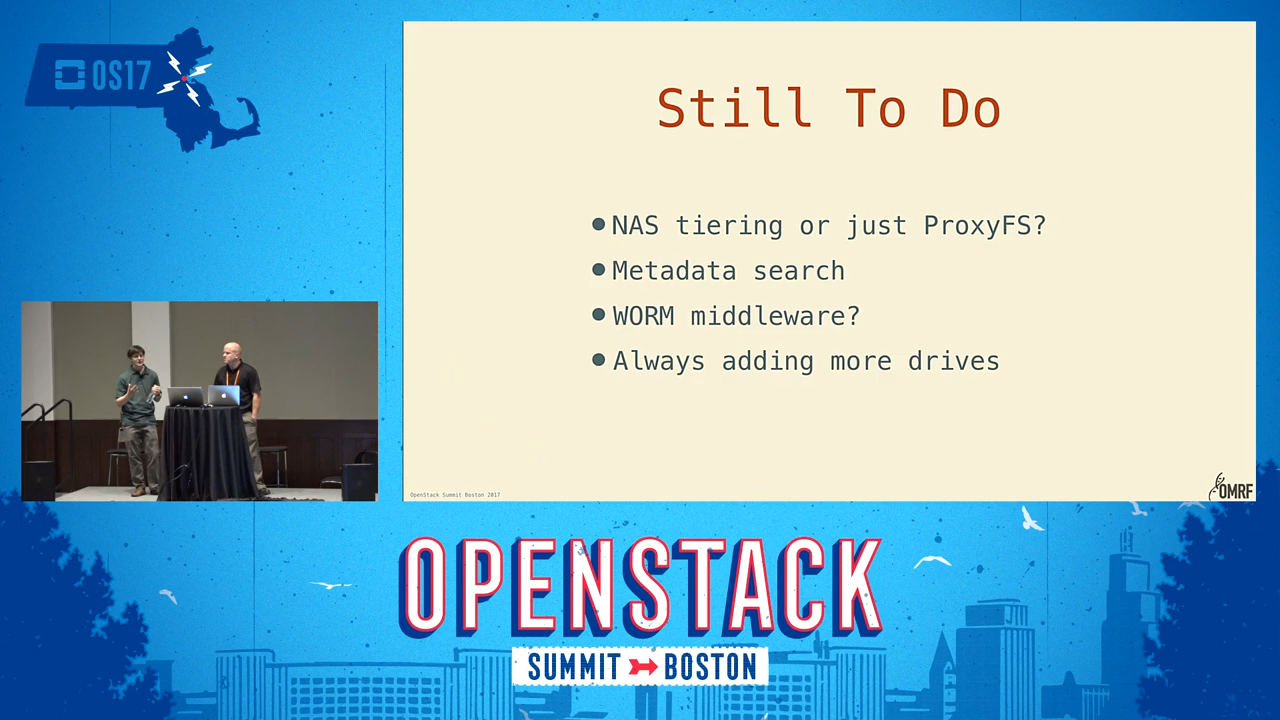 OS17
Still To Do
NAS tiering or just ProxyFS?
Metadata search
WORM middleware?
Always adding more drives
OpenStack Summit Boston 2017
OMRF
OPENSTACK
SUMMIT BOSTON